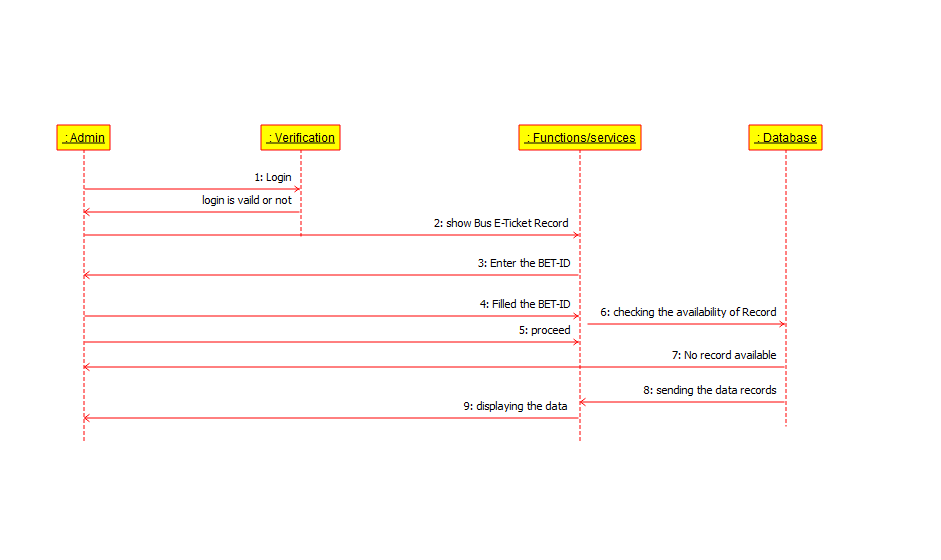 : Admin
: Verification
: Functions/services
: Database
1: Login
login is vaild or not
2: show Bus E-Ticket Record
3: Enter the BET-ID
4: Filled the BET-ID
6: checking the availability of Record
5: proceed
7: No record available
8: sending the data records
9: displaying the data